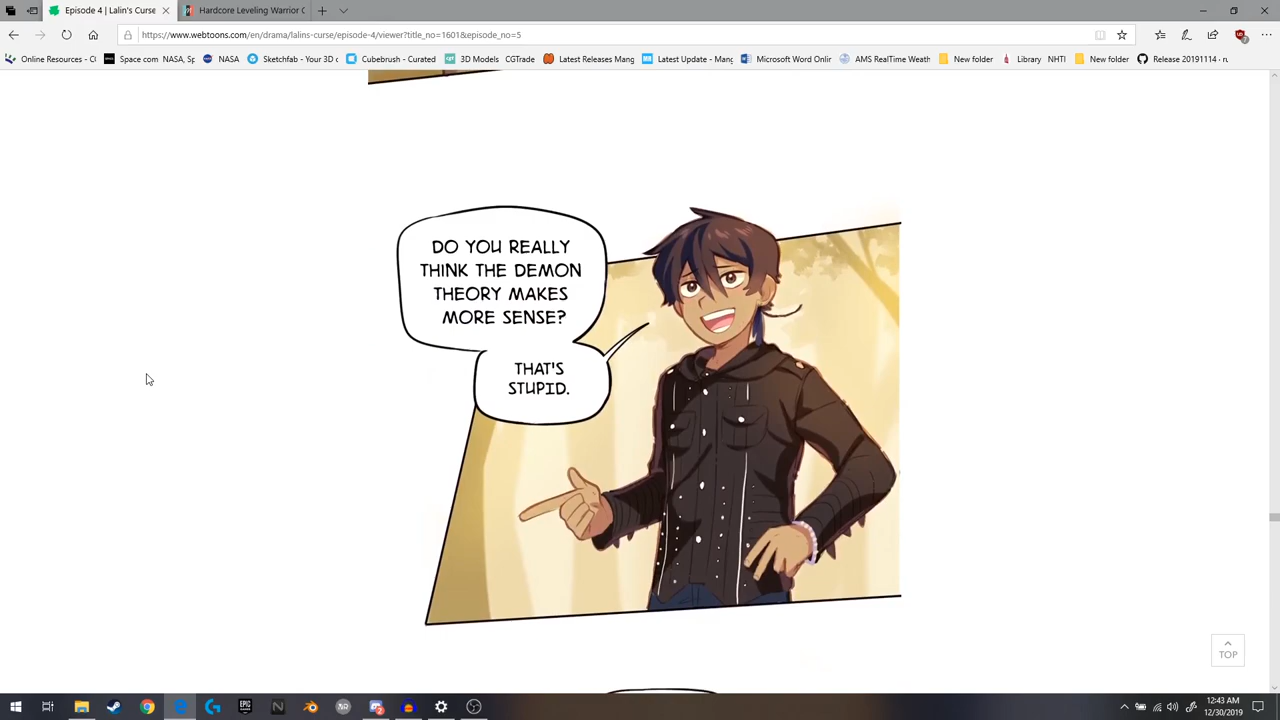 Episode 4 | Lalin's Curse
Hardcore Leveling Warrior
https://www.webtoons.com/en/drama/lalins-curse/episode-4/viewer?title_no=1601&episode_no=5
Online Resources - C
Space.com NASA, Sp
NASA
Sketchfab - Your 3D c
Cubebrush - Curated
3D Models CGTrade
Latest Releases Mang
Latest Update - Mang
Microsoft Word Onlin
AMS RealTime Weath
New folder
Library NHTI
New folder
Release 20191114 · ru
DO YOU REALLY
THINK THE DEMON
THEORY MAKES
MORE SENSE?
THAT'S
STUPID.
TOP
12:43 AM
12/30/2019